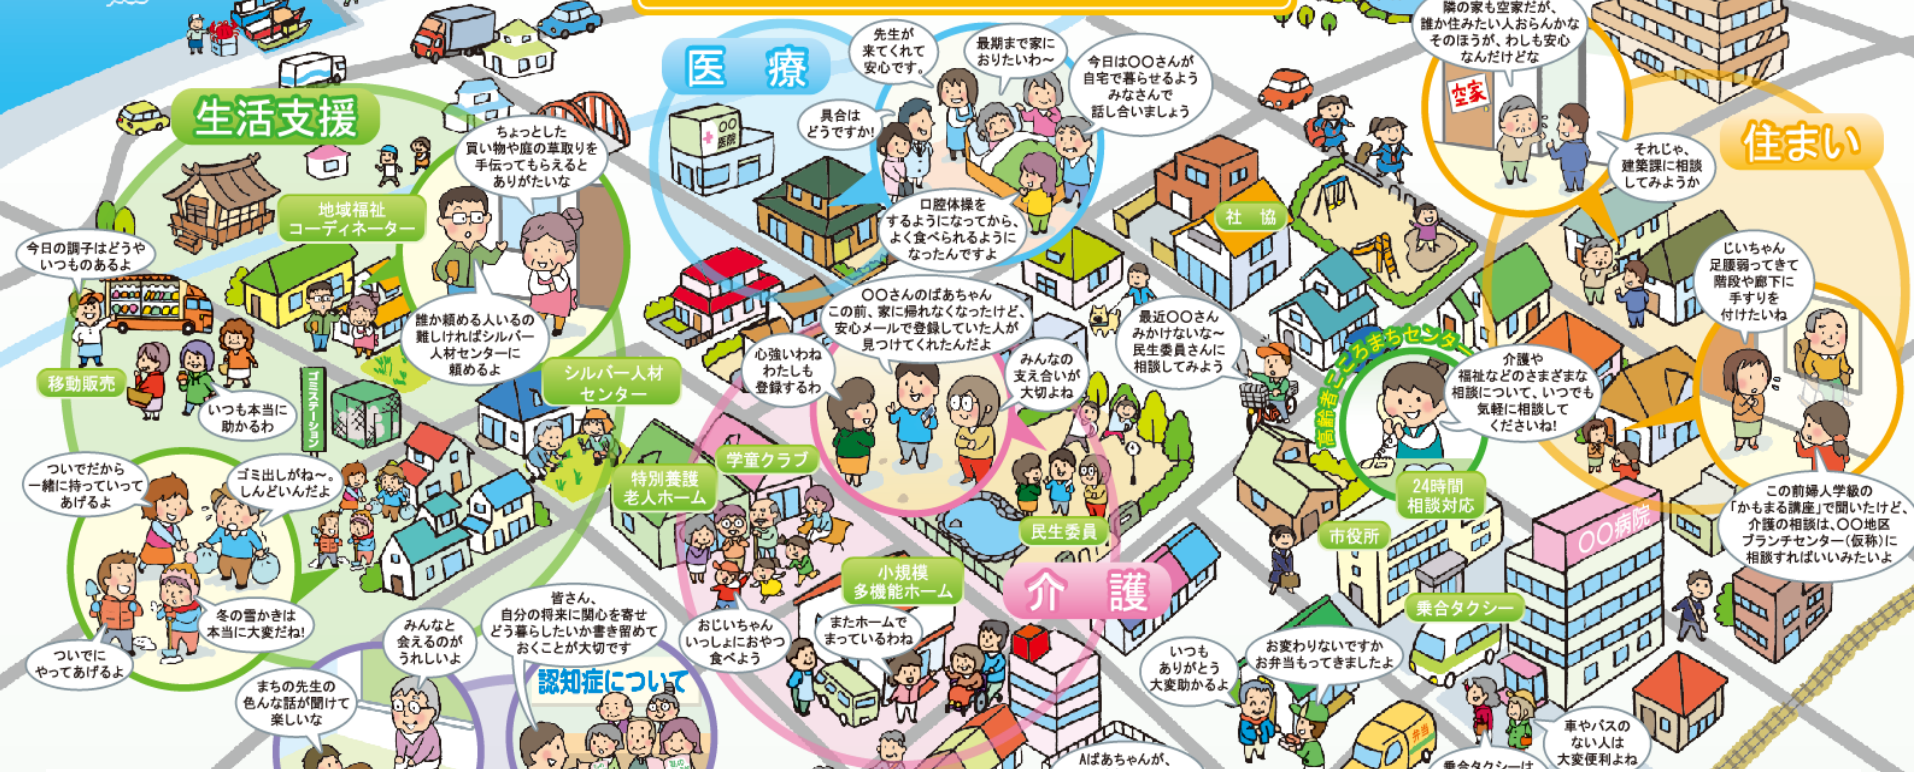 隣の家も空家だが、
誰か住みたい人おらんかな
そのほうが、わしも安心
なんだけどな
空家
それじゃ、
建築課に相談
してみようか
住まい
医 療
先生が
来てくれて
安心です。
最期まで家に
おりたいわ〜
今日は〇〇さんが
自宅で暮らせるよう
みなさんで
話し合いましょう
具合は
どうですか!
〇〇
医院
口腔体操を
するようになってから、
よく食べられるように
なったんですよ
生活支援
ちょっとした
買い物や庭の草取りを
手伝ってもらえると
ありがたいな
地域福祉
コーディネーター
誰か頼める人いるの
難しければシルバー
人材センターに
頼めるよ
今日の調子はどうや
いつものあるよ
移動販売
いつも本当に
助かるわ
ゴミステーション
シルバー人材
センター
ついでだから
一緒に持っていって
あげるよ
ゴミ出しがね〜。
しんどいんだよ
冬の雪かきは
本当に大変だね!
ついでに
やってあげるよ
社 協
〇〇さんのばあちゃん
この前、家に帰れなくなったけど、
安心メールで登録していた人が
見つけてくれたんだよ
心強いわね
わたしも
登録するわ
みんなの
支え合いが
大切よね
最近〇〇さん
みかけないな〜
民生委員さんに
相談してみよう
高齢者こころまちセンター
介護や
福祉などのさまざまな
相談について、いつでも
気軽に相談して
くださいね!
24時間
相談対応
じいちゃん
足腰弱ってきて
階段や廊下に
手すりを
付けたいね
この前婦人学級の
「かもまる講座」で聞いたけど、
介護の相談は、〇〇地区
ブランチセンター(仮称)に
相談すればいいみたいよ
特別養護
老人ホーム
学童クラブ
民生委員
介 護
小規模
多機能ホーム
おじいちゃん
いっしょにおやつ
食べよう
またホームで
まっているわね
市役所
〇〇病院
乗合タクシー
いつも
ありがとう
大変助かるよ
お変わりないですか
お弁当もってきましたよ
弁当
車やバスの
ない人は
大変便利よね
乗合タクシーは
Aばあちゃんが、
みんなと
会えるのが
うれしいよ
皆さん、
自分の将来に関心を寄せ
どう暮らしたいか書き留めて
おくことが大切です
認知症について
まちの先生の
色んな話が聞けて
楽しいな